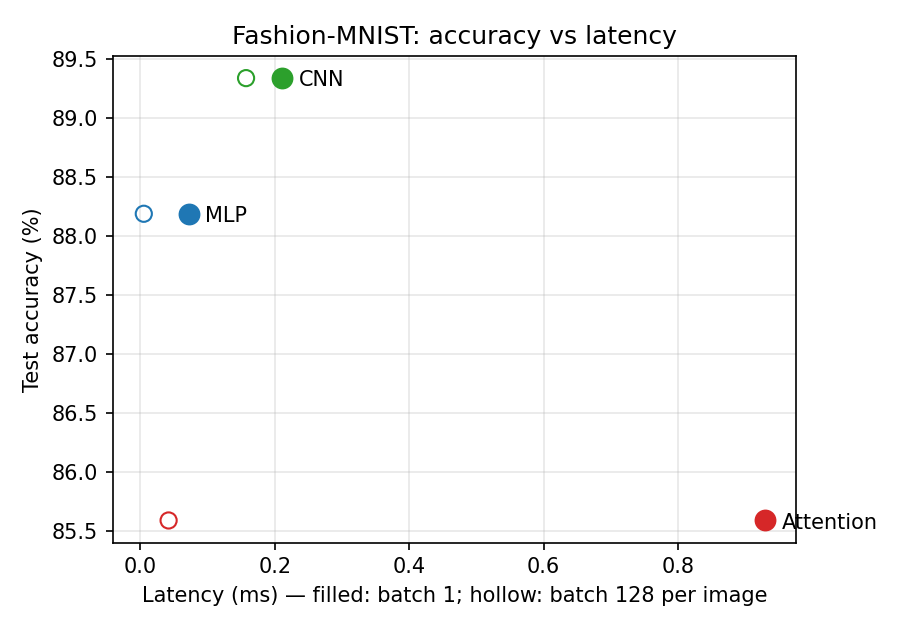 Fashion-MNIST: accuracy vs latency
Test accuracy (%)
89.5
89.0
88.5
88.0
87.5
87.0
86.5
86.0
85.5
CNN
MLP
Attention
0.0 0.2 0.4 0.6 0.8
Latency (ms) — filled: batch 1; hollow: batch 128 per image